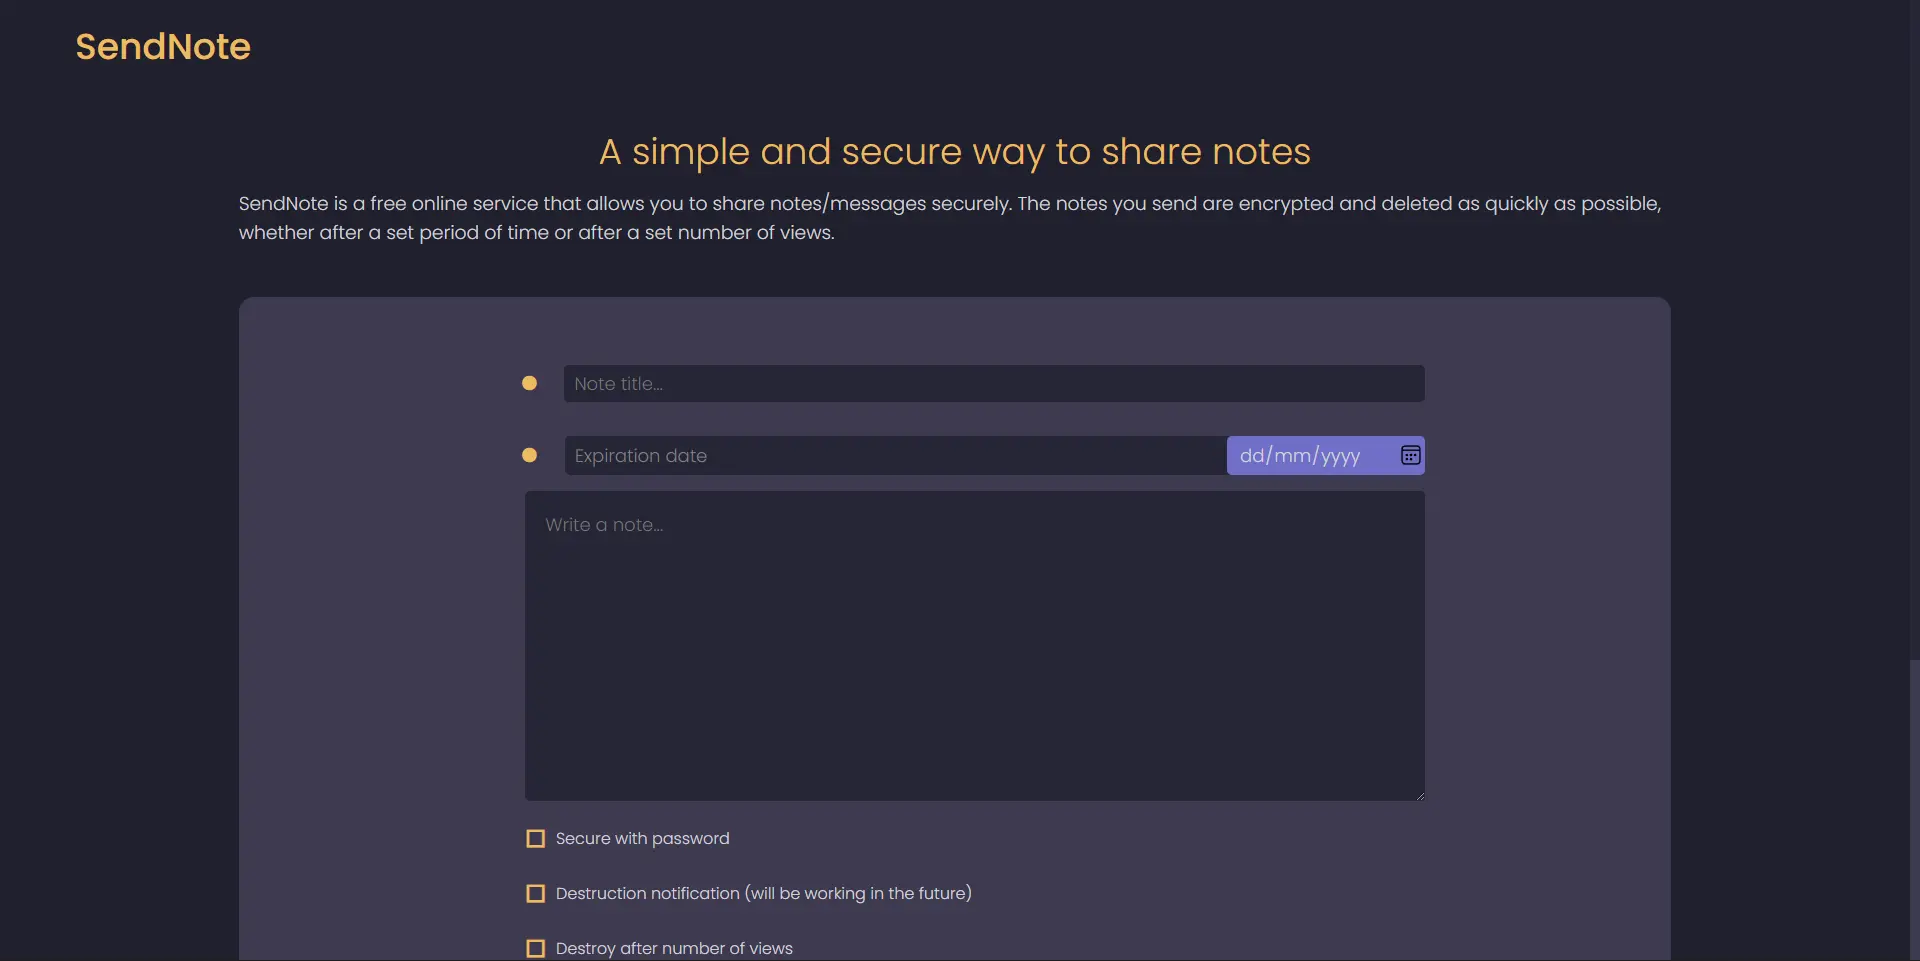 SendNote
A simple and secure way to share notes
SendNote is a free online service that allows you to share notes/messages securely. The notes you send are encrypted and deleted as quickly as possible,
whether after a set period of time or after a set number of views.
Note title...
Expiration date
dd/mm/yyyy
Write a note...
Secure with password
Destruction notification (will be working in the future)
Destroy after number of views